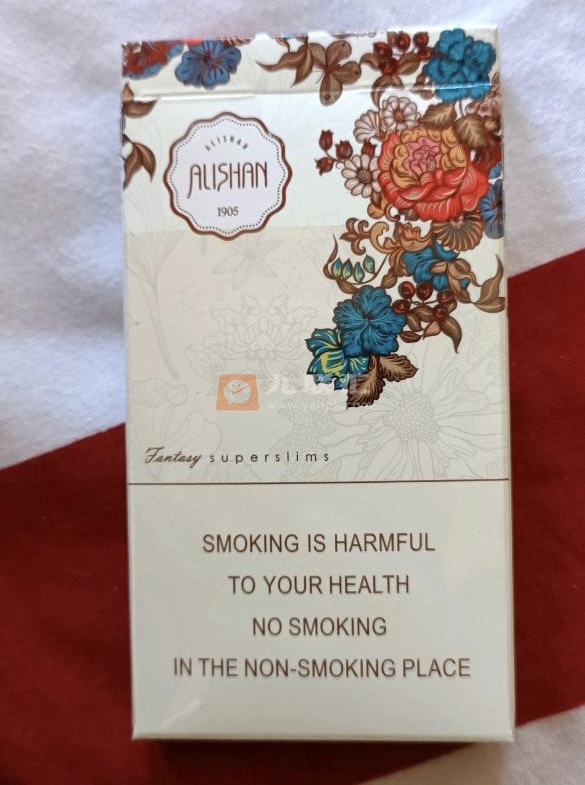 ALISHAN
ALISHAN
1905
Fantasy superslims
SMOKING IS HARMFUL
TO YOUR HEALTH
NO SMOKING
IN THE NON-SMOKING PLACE